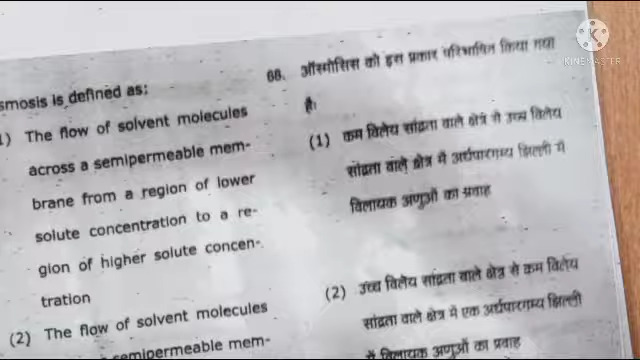 KINEMASTER
smosis is defined as:
1) The flow of solvent molecules
across a semipermeable mem-
brane from a region of lower
solute concentration to a re-
gion of higher solute concen-
tration
(2) The flow of solvent molecules
semipermeable mem-
68. ऑस्मोसिस को इस प्रकार परिभाषित किया गया
है:
(1) कम विलेय सांद्रता वाले क्षेत्र से उच्च विलेय
सांद्रता वाले क्षेत्र में अर्धपारगम्य झिल्ली में
विलायक अणुओं का प्रवाह
(2) उच्च विलेय सांद्रता वाले क्षेत्र से कम विलेय
सांद्रता वाले क्षेत्र में एक अर्धपारगम्य झिल्ली
में विलायक अणुओं का प्रवाह